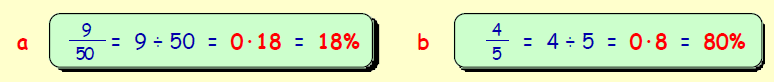 a 9/50 = 9 ÷ 50 = 0·18 = 18% b 4/5 = 4 ÷ 5 = 0·8 = 80%